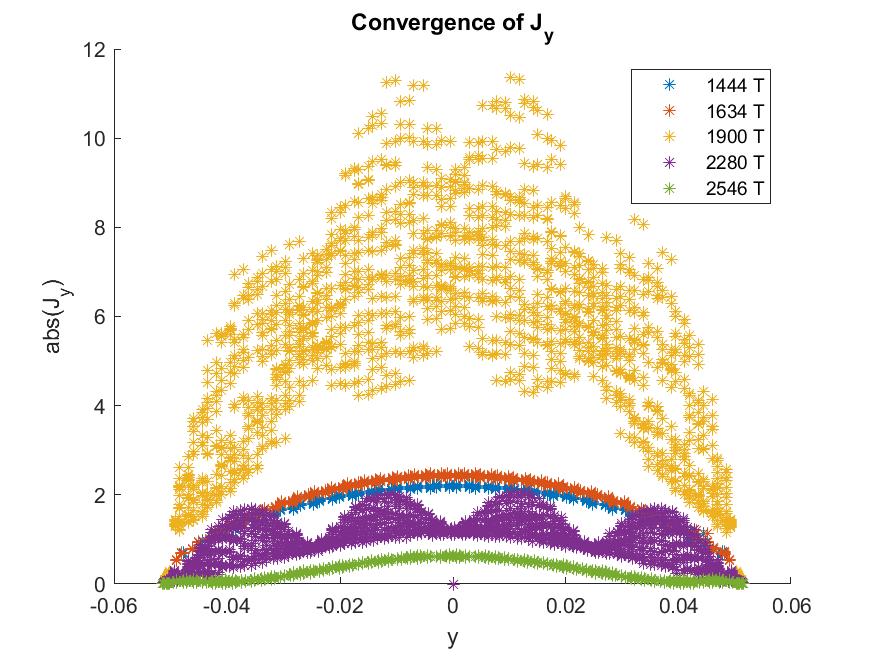 Convergence of J_y
12
10
8
6
4
2
0
abs(J_y)
-0.06 -0.04 -0.02 0 0.02 0.04 0.06
y
1444 T
1634 T
1900 T
2280 T
2546 T